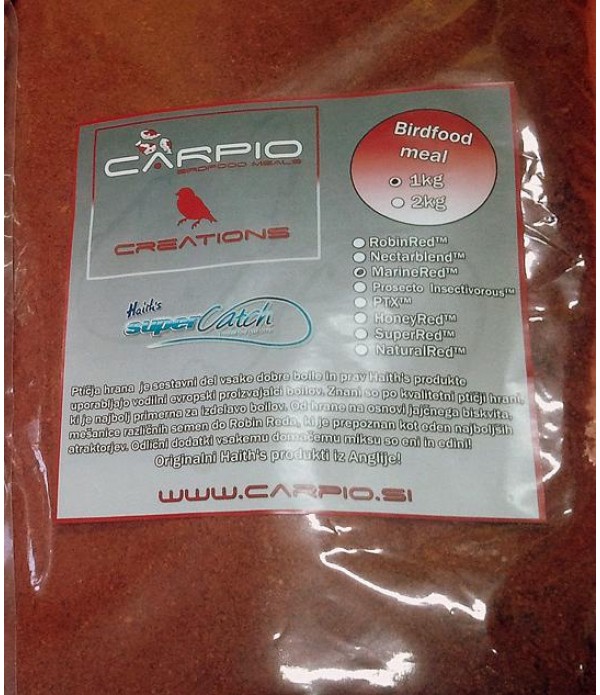 CARPIO
BIRDFOOD MEALS
CREATIONS
Birdfood
meal
1kg
2kg
RobinRed™
Nectarblend™
MarineRed™
Prosecto Insectivorous™
PTX™
HoneyRed™
SuperRed™
NaturalRed™
Haith's
superCatch
Ptičja hrana je sestavni del vsake dobre boile in prav Haith's produkte
uporabljajo vodilni evropski proizvajalci boilov. Znani so po kvalitetni ptičji hrani,
ki je najbolj primerna za izdelavo boilov. Od hrane na osnovi jajčnega biskvita,
mešanice različnih semen do Robin Reda, ki je prepoznan kot eden najboljših
atraktorjev. Odlični dodatki vsakemu domačemu miksu so eni in edini!
Originalni Haith's produkti iz Anglije!
WWW.CARPIO.SI